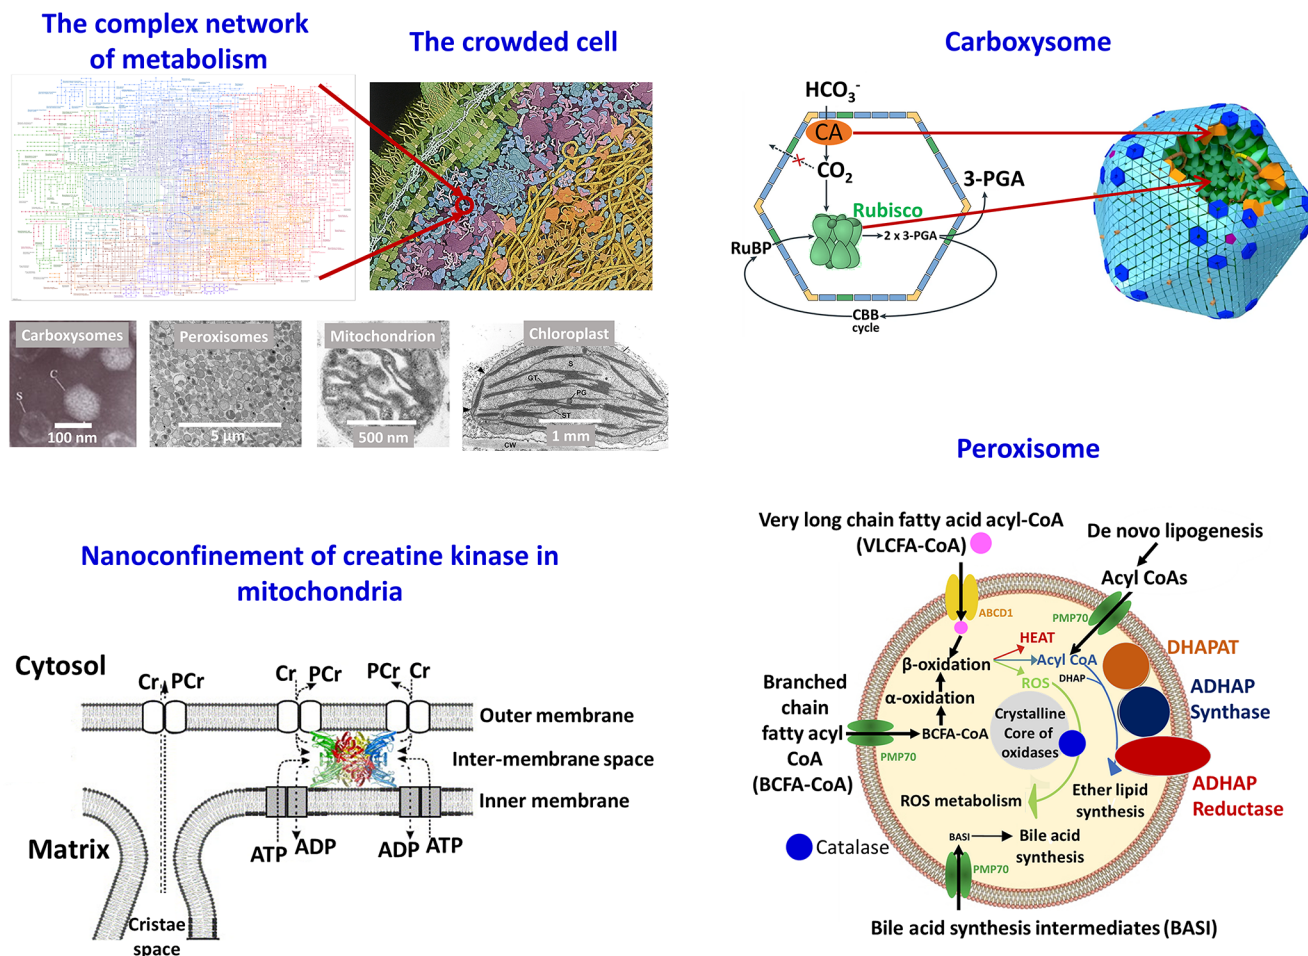 The complex network
of metabolism
The crowded cell
Carboxysomes
C
S
100 nm
Peroxisomes
5 µm
Mitochondrion
500 nm
Chloroplast
S
GT
PG
ST
CW
1 mm
Carboxysome
HCO₃⁻
CA
CO₂
3-PGA
Rubisco
RuBP
2 x 3-PGA
CBB
cycle
Nanoconfinement of creatine kinase in
mitochondria
Cytosol
Cr
PCr
Cr
PCr
PCr
Cr
Outer membrane
Inter-membrane space
Inner membrane
Matrix
ATP
ADP
ADP
ATP
Cristae
space
Peroxisome
Very long chain fatty acid acyl-CoA
(VLCFA-CoA)
De novo lipogenesis
Acyl CoAs
ABCD1
PMP70
HEAT
DHAPAT
β-oxidation
Acyl CoA
ROS
DHAP
ADHAP
Synthase
Branched
chain
fatty acyl
CoA
(BCFA-CoA)
α-oxidation
Crystalline
Core of
oxidases
BCFA-CoA
PMP70
ADHAP
Reductase
ROS metabolism
Ether lipid
synthesis
BASI
Bile acid
synthesis
Catalase
PMP70
Bile acid synthesis intermediates (BASI)